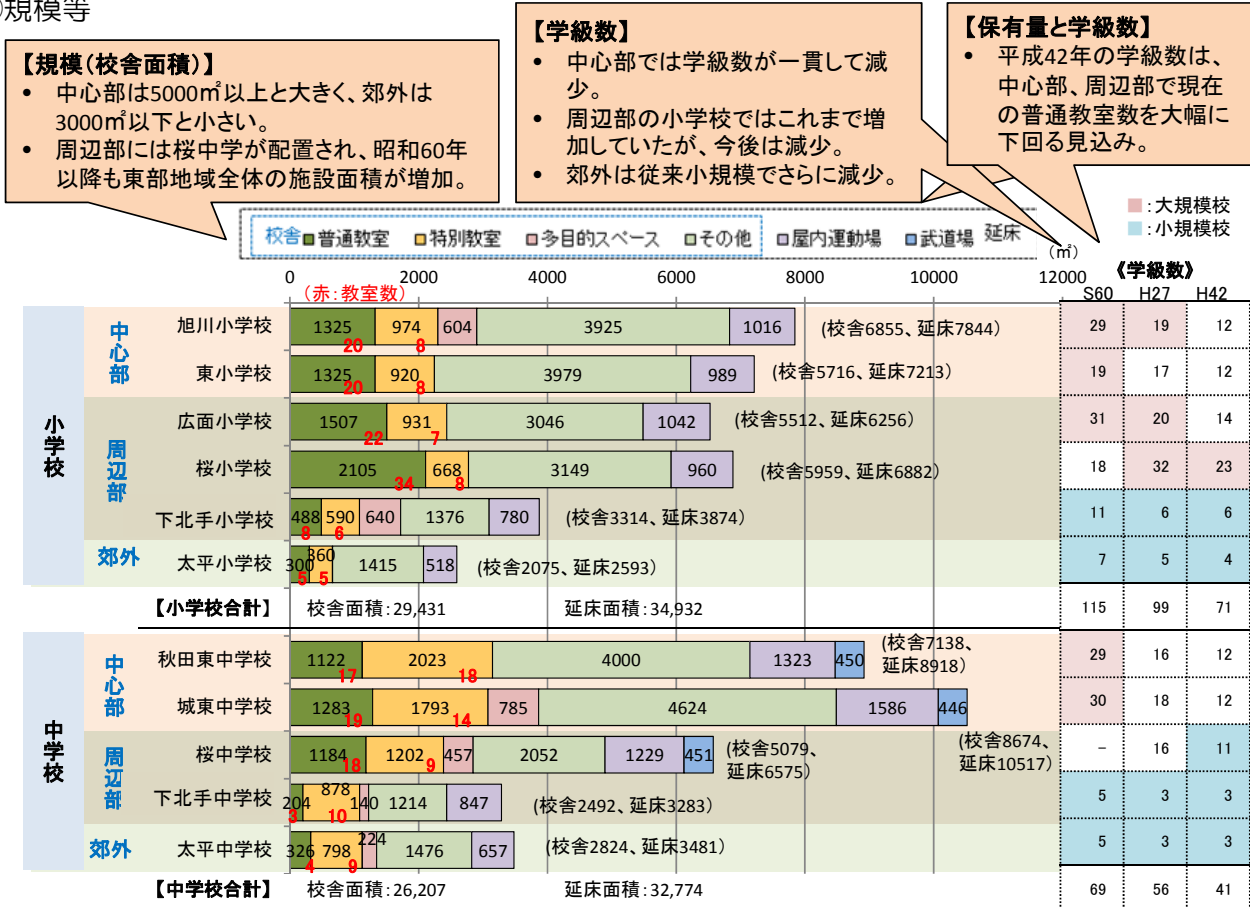 規模等
【規模(校舎面積)】
• 中心部は5000㎡以上と大きく、郊外は
3000㎡以下と小さい。
• 周辺部には桜中学が配置され、昭和60年
以降も東部地域全体の施設面積が増加。
【学級数】
• 中心部では学級数が一貫して減
少。
• 周辺部の小学校ではこれまで増
加していたが、今後は減少。
• 郊外は従来小規模でさらに減少。
【保有量と学級数】
• 平成42年の学級数は、
中心部、周辺部で現在
の普通教室数を大幅に
下回る見込み。
:大規模校
:小規模校
校舎 普通教室 特別教室 多目的スペース その他 屋内運動場 武道場 延床
(㎡)
0 2000 4000 6000 8000 10000 12000
(赤:教室数)
《学級数》
S60 H27 H42
小学校
中心部
旭川小学校 1325 974 604 3925 1016 (校舎6855、延床7844) 29 19 12
20 8
東小学校 1325 920 3979 989 (校舎5716、延床7213) 19 17 12
20 8
周辺部
広面小学校 1507 931 3046 1042 (校舎5512、延床6256) 31 20 14
22 7
桜小学校 2105 668 3149 960 (校舎5959、延床6882) 18 32 23
34 8
下北手小学校 488 590 640 1376 780 (校舎3314、延床3874) 11 6 6
8 6
郊外
太平小学校 300 360 1415 518 (校舎2075、延床2593) 7 5 4
5 5
【小学校合計】 校舎面積:29,431 延床面積:34,932 115 99 71
中学校
中心部
秋田東中学校 1122 2023 4000 1323 450 (校舎7138、
延床8918) 29 16 12
17 18
城東中学校 1283 1793 785 4624 1586 446 30 18 12
19 14
(校舎8674、
延床10517)
周辺部
桜中学校 1184 1202 457 2052 1229 451 (校舎5079、
延床6575) － 16 11
18 9
下北手中学校 204 878 140 1214 847 (校舎2492、延床3283) 5 3 3
3 10
郊外
太平中学校 326 798 224 1476 657 (校舎2824、延床3481) 5 3 3
4 9
【中学校合計】 校舎面積:26,207 延床面積:32,774 69 56 41